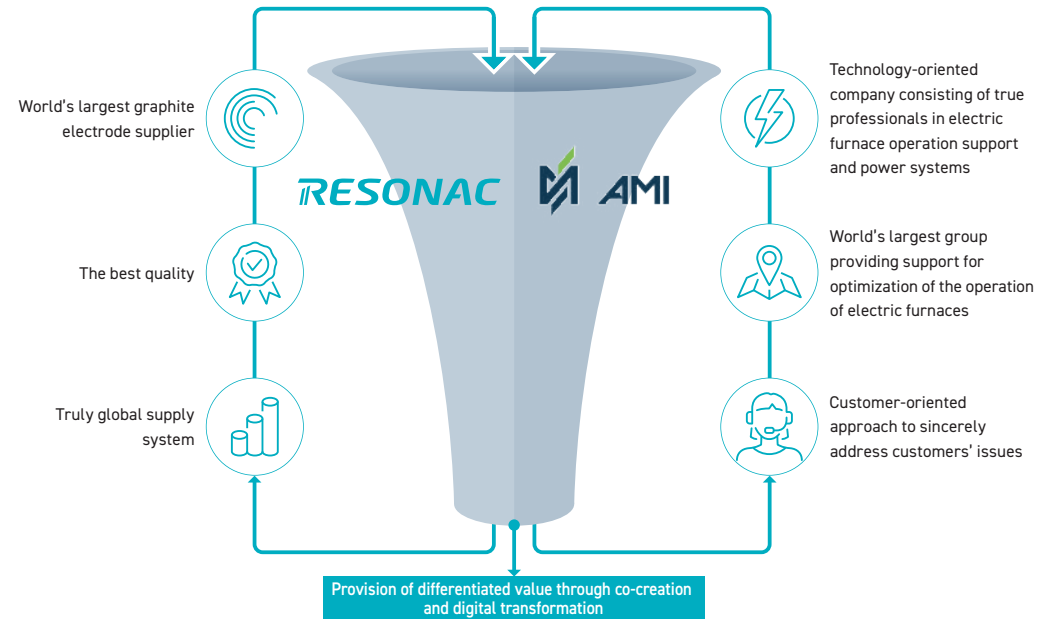 World's largest graphite
electrode supplier
The best quality
Truly global supply
system
RESONAC
AMI
Technology-oriented
company consisting of true
professionals in electric
furnace operation support
and power systems
World's largest group
providing support for
optimization of the operation
of electric furnaces
Customer-oriented
approach to sincerely
address customers' issues
Provision of differentiated value through co-creation
and digital transformation